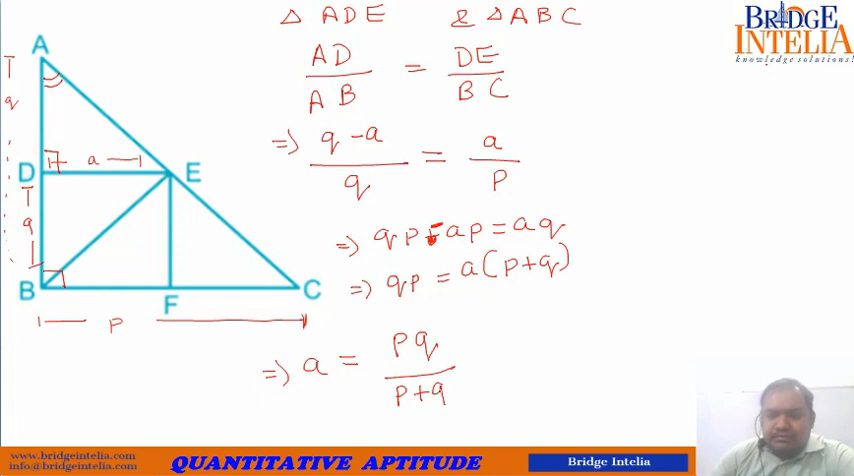 △ ADE & △ ABC
AD / AB = DE / BC
⇒ q - a / q = a / p
⇒ qp - ap = aq
⇒ qp = a(p+q)
⇒ a = pq / p+q
A
q
D
a
E
a
B
F
C
p
BRIDGE
INTELIA
knowledge solutions!
www.bridgeintelia.com
info@bridgeintelia.com
QUANTITATIVE APTITUDE
Bridge Intelia